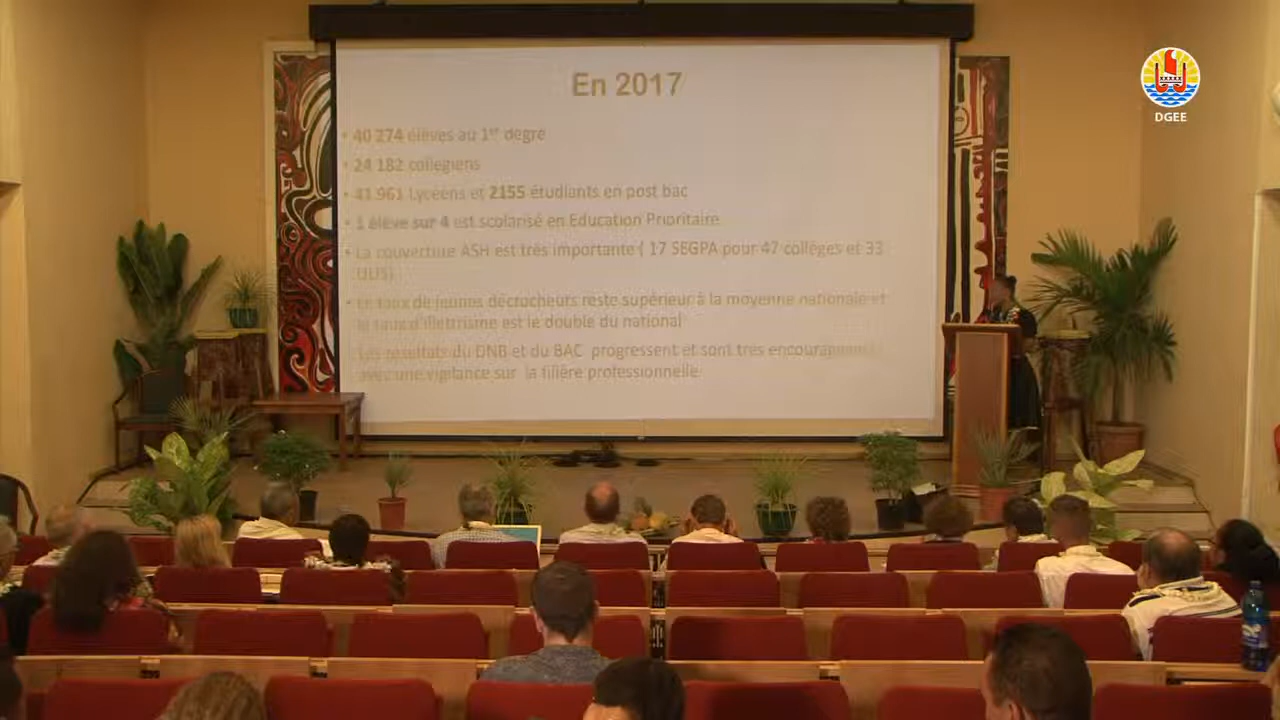 En 2017
DGEE
• 40 274 élèves au 1er degré
• 24 182 collégiens
• 41 961 Lycéens et 2155 étudiants en post bac
• 1 élève sur 4 est scolarisé en Education Prioritaire
• La couverture ASH est très importante ( 17 SEGPA pour 47 collèges et 33
ULIS)
• Le taux de jeunes décrocheurs reste supérieur à la moyenne nationale et
le taux d'illettrisme est le double du national
• Les résultats du DNB et du BAC progressent et sont très encourageants
avec une vigilance sur la filière professionnelle